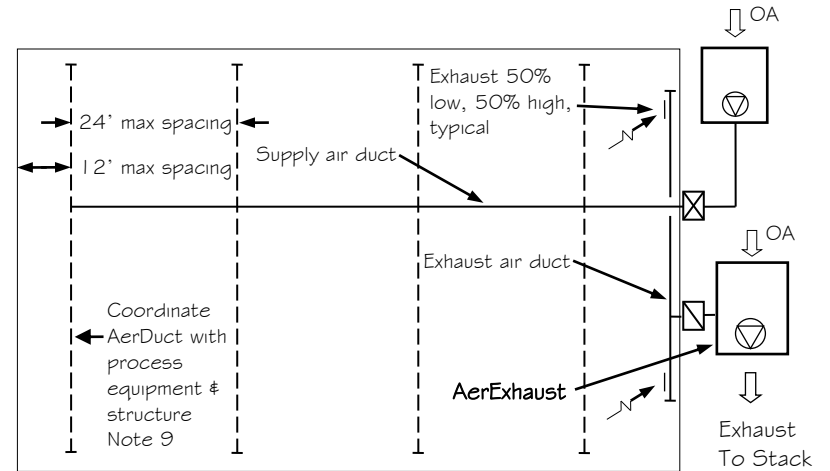 OA
Exhaust 50%
low, 50% high,
typical
24' max spacing
12' max spacing
Supply air duct
OA
Exhaust air duct
Coordinate
AerDuct with
process
equipment &
structure
Note 9
AerExhaust
Exhaust
To Stack